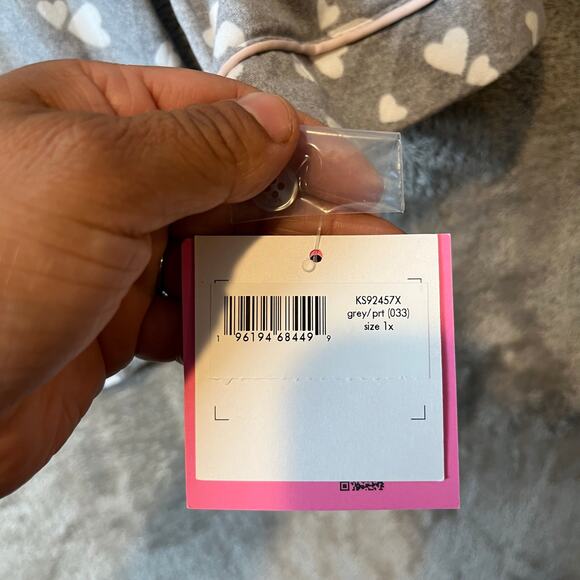 KS92457X
grey/prt (033)
size 1x
1 96194 68449 9